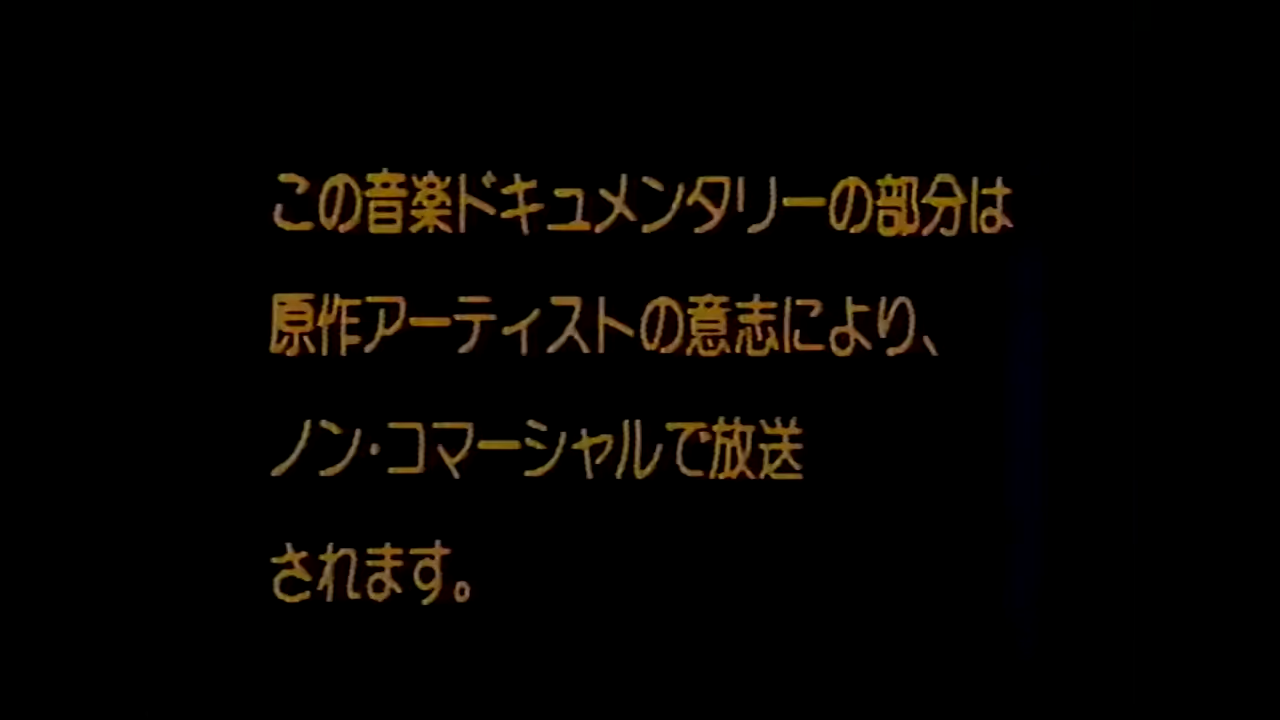 この音楽ドキュメンタリーの部分は
原作アーティストの意志により、
ノン・コマーシャルで放送
されます。